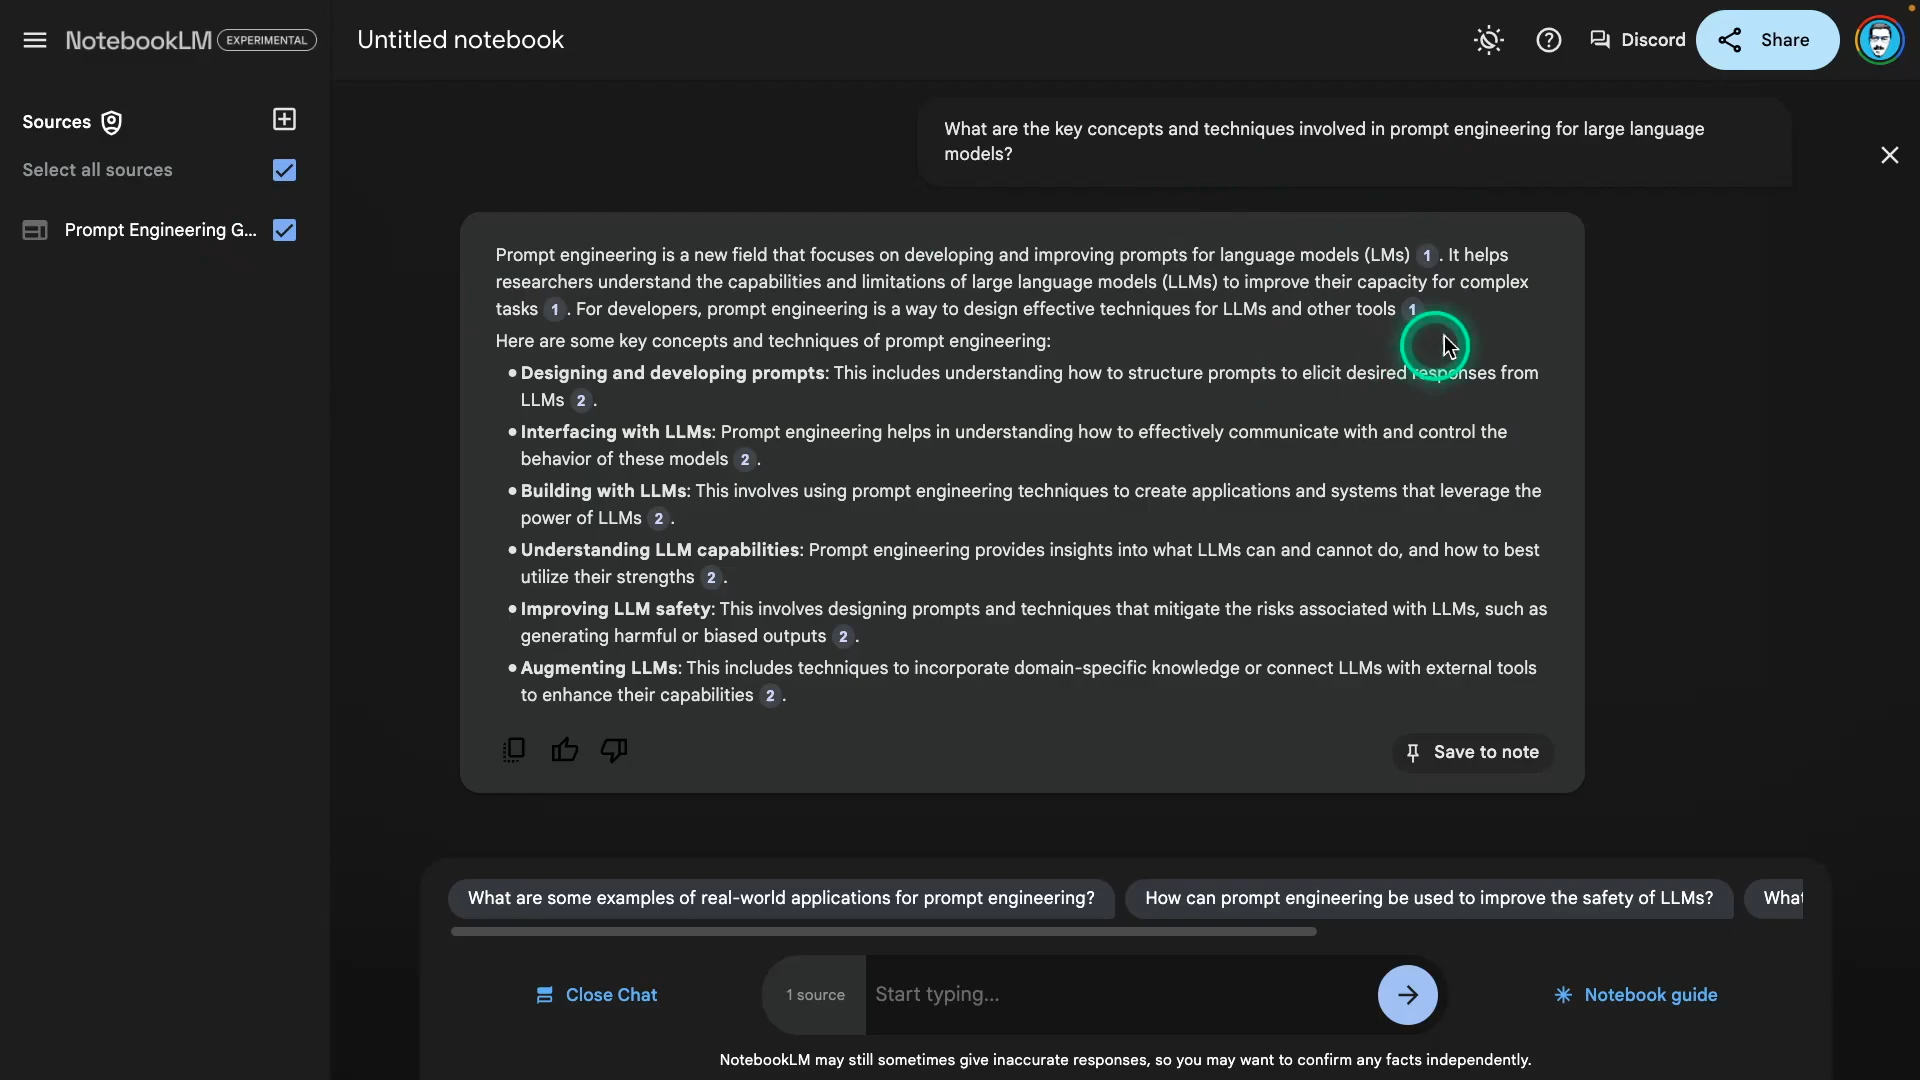 NotebookLM EXPERIMENTAL
Untitled notebook
Discord
Share
Sources
Select all sources
Prompt Engineering G...
What are the key concepts and techniques involved in prompt engineering for large language
models?
Prompt engineering is a new field that focuses on developing and improving prompts for language models (LMs) 1. It helps
researchers understand the capabilities and limitations of large language models (LLMs) to improve their capacity for complex
tasks 1. For developers, prompt engineering is a way to design effective techniques for LLMs and other tools 1
Here are some key concepts and techniques of prompt engineering:
• Designing and developing prompts: This includes understanding how to structure prompts to elicit desired responses from
LLMs 2.
• Interfacing with LLMs: Prompt engineering helps in understanding how to effectively communicate with and control the
behavior of these models 2.
• Building with LLMs: This involves using prompt engineering techniques to create applications and systems that leverage the
power of LLMs 2.
• Understanding LLM capabilities: Prompt engineering provides insights into what LLMs can and cannot do, and how to best
utilize their strengths 2.
• Improving LLM safety: This involves designing prompts and techniques that mitigate the risks associated with LLMs, such as
generating harmful or biased outputs 2.
• Augmenting LLMs: This includes techniques to incorporate domain-specific knowledge or connect LLMs with external tools
to enhance their capabilities 2.
Save to note
What are some examples of real-world applications for prompt engineering?
How can prompt engineering be used to improve the safety of LLMs?
What
Close Chat
1 source
Start typing...
Notebook guide
NotebookLM may still sometimes give inaccurate responses, so you may want to confirm any facts independently.